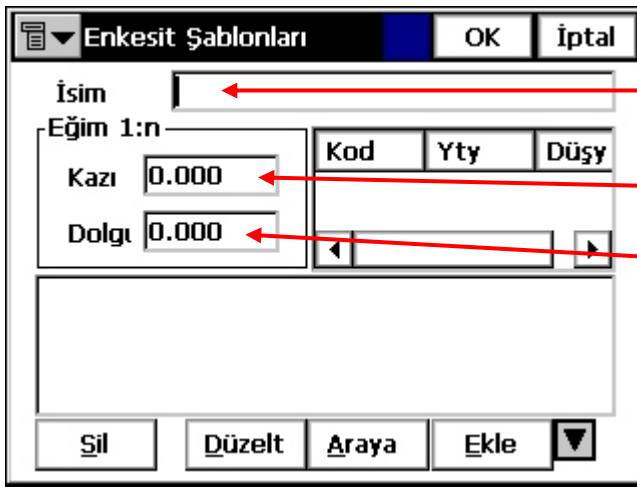 Enkesit Şablonları OK İptal
İsim
Eğim 1:n
Kod Yty Düşy
Kazı 0.000
Dolgı 0.000
Sil Düzelt Araya Ekle